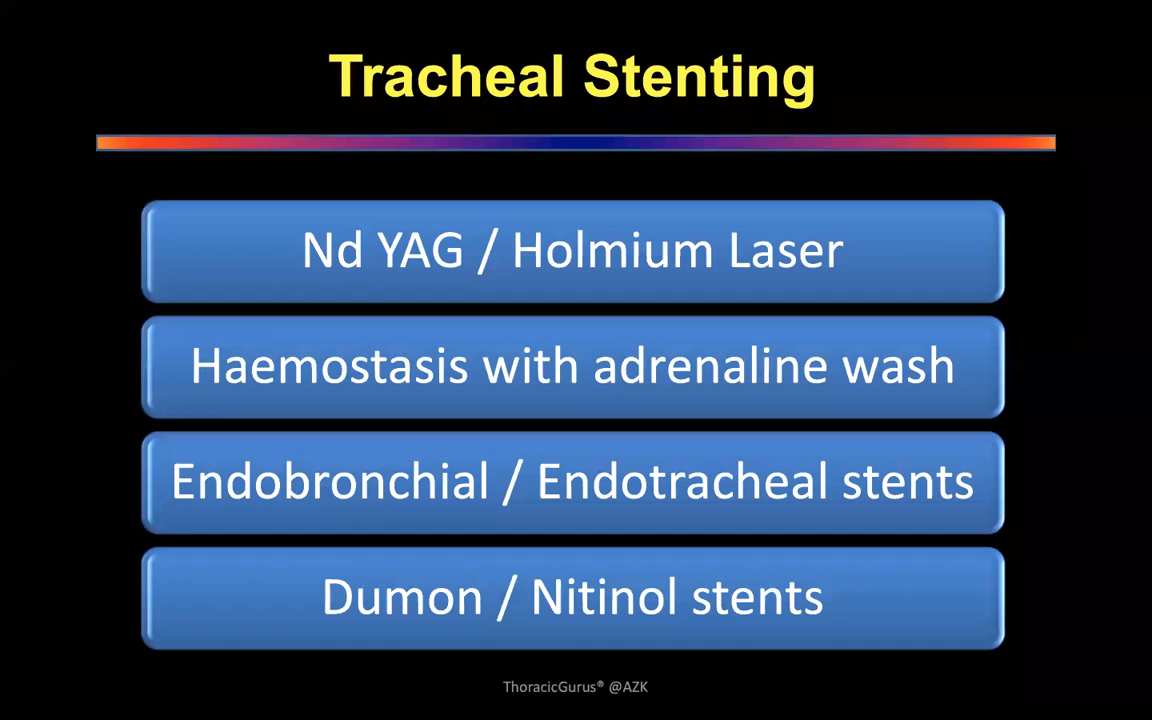 Tracheal Stenting
Nd YAG / Holmium Laser
Haemostasis with adrenaline wash
Endobronchial / Endotracheal stents
Dumon / Nitinol stents
ThoracicGurus® @AZK